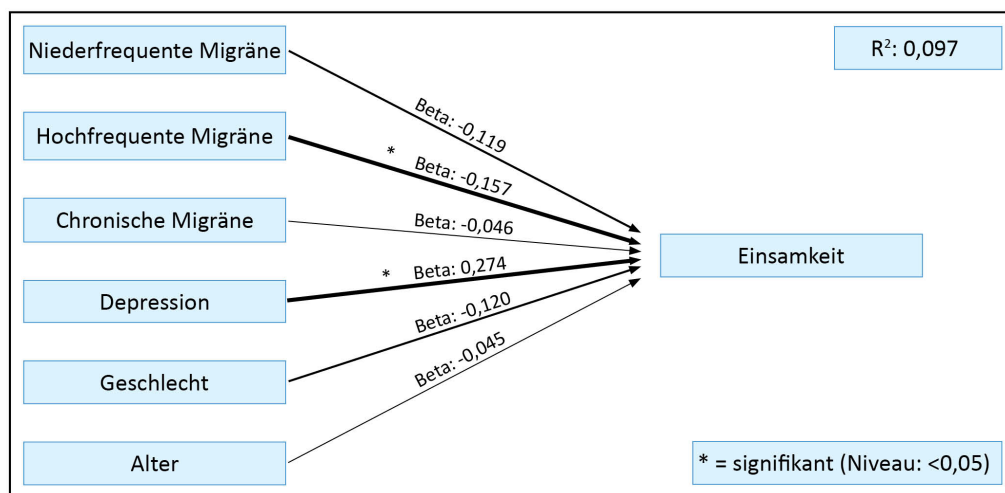 Niederfrequente Migräne
R²: 0,097
Beta: -0,119
Hochfrequente Migräne
* Beta: -0,157
Chronische Migräne
Beta: -0,046
Einsamkeit
Depression
* Beta: 0,274
Geschlecht
Beta: -0,120
Alter
Beta: -0,045
* = signifikant (Niveau: <0,05)